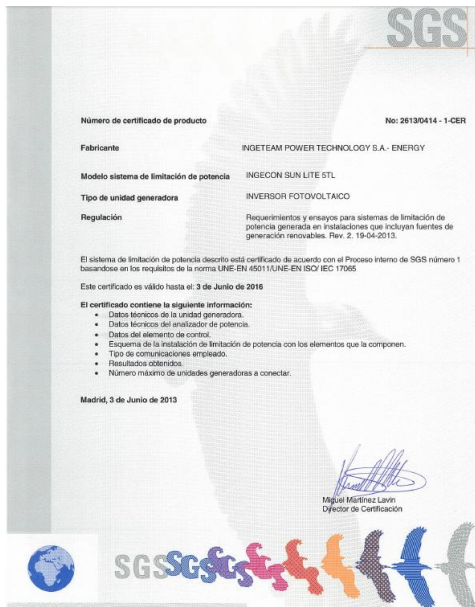 SGS
Número de certificado de producto No: 2613/0414 - 1-CER
Fabricante INGETEAM POWER TECHNOLOGY S.A.- ENERGY
Modelo sistema de limitación de potencia INGECON SUN LITE 5TL
Tipo de unidad generadora INVERSOR FOTOVOLTAICO
Regulación Requerimientos y ensayos para sistemas de limitación de
potencia generada en instalaciones que incluyan fuentes de
generación renovables. Rev. 2. 19-04-2013.
El sistema de limitación de potencia descrito está certificado de acuerdo con el Proceso interno de SGS número 1
basandose en los requisitos de la norma UNE-EN 45011/UNE-EN ISO/ IEC 17065
Este certificado es válido hasta el: 3 de Junio de 2016
El certificado contiene la siguiente información:
• Datos técnicos de la unidad generadora.
• Datos técnicos del analizador de potencia.
• Datos del elemento de control.
• Esquema de la instalación de limitación de potencia con los elementos que la componen.
• Tipo de comunicaciones empleado.
• Resultados obtenidos.
• Número máximo de unidades generadoras a conectar.
Madrid, 3 de Junio de 2013
Miguel Martínez Lavin
Director de Certificación
SGS SGS SGS